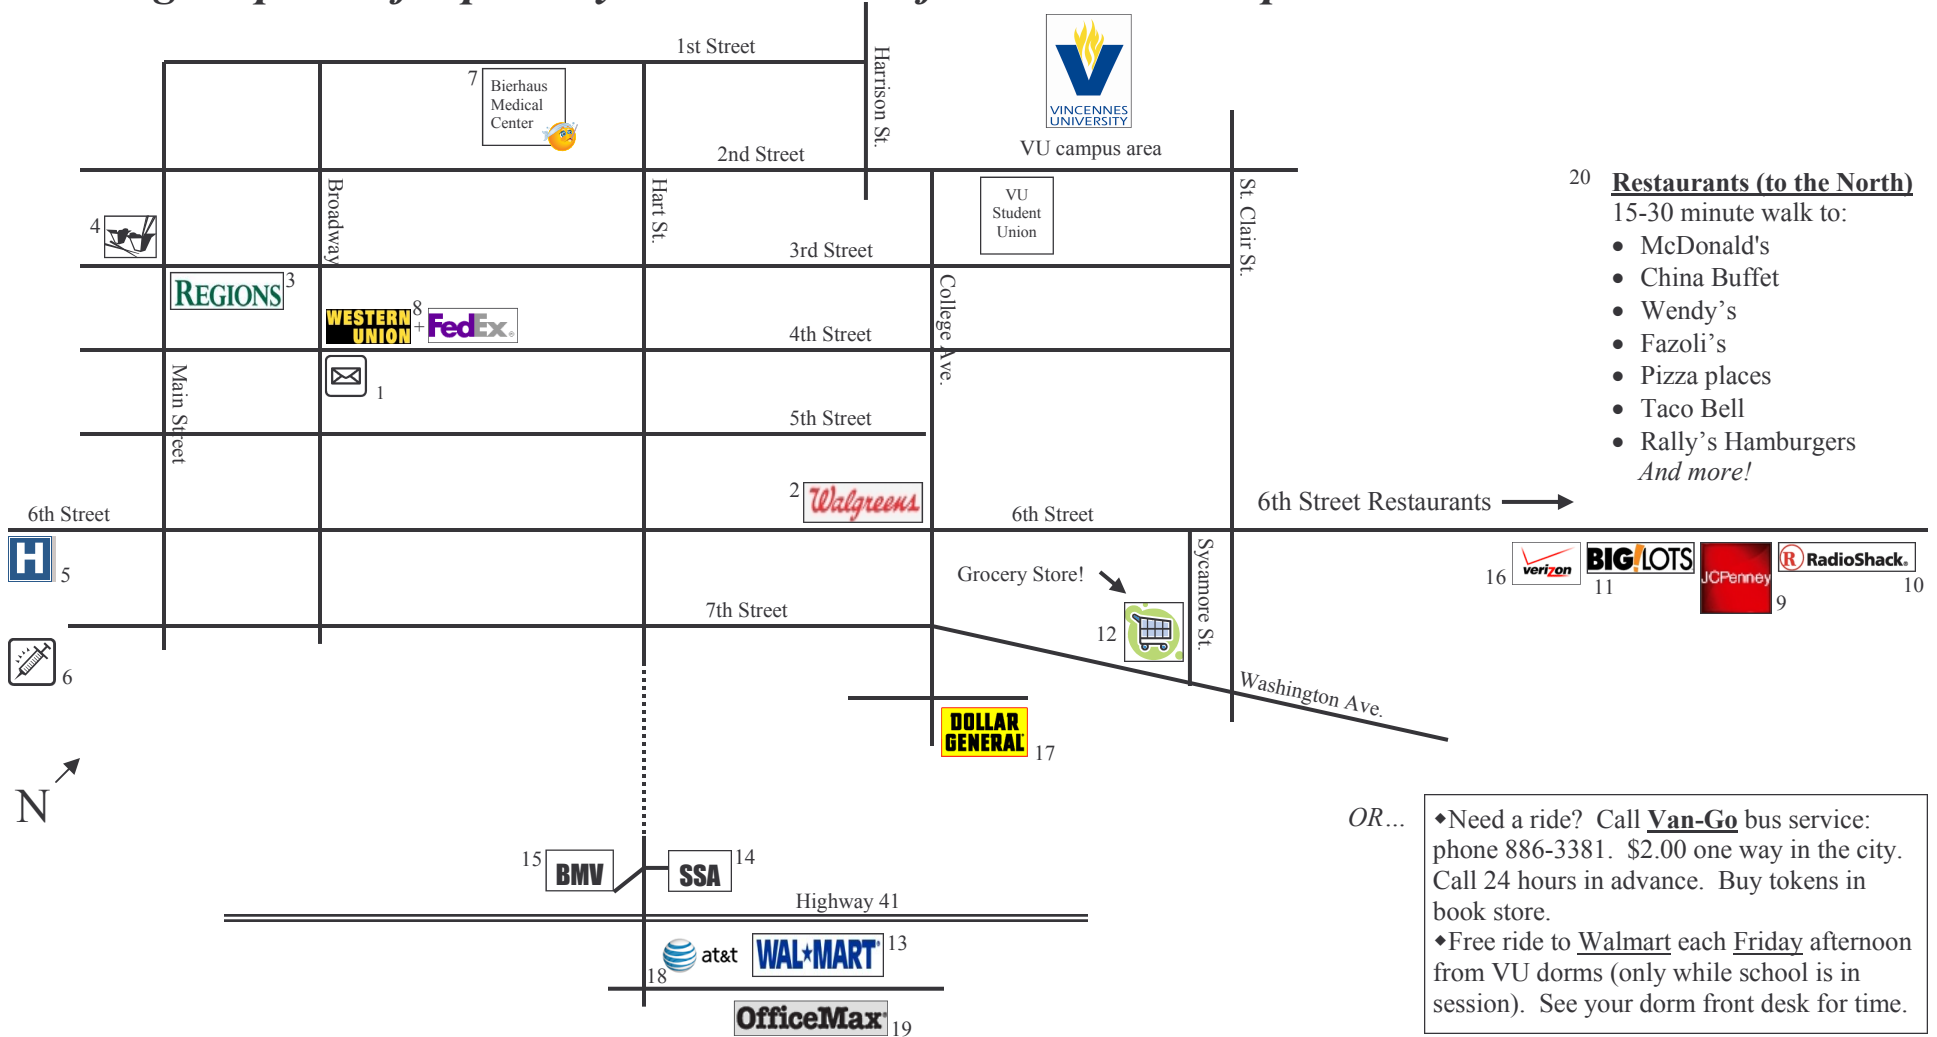 1st Street
Harrison St.
7
Bierhaus
Medical
Center
V
VINCENNES
UNIVERSITY
VU campus area
2nd Street
Broadway
Hart St.
VU
Student
Union
St. Clair St.
4
3rd Street
REGIONS
3
WESTERN
UNION
8
+
FedEx
4th Street
College Ave.
1
Main Street
5th Street
2
Walgreens
6th Street
6th Street
6th Street Restaurants
20
Restaurants (to the North)
15-30 minute walk to:
• McDonald's
• China Buffet
• Wendy’s
• Fazoli’s
• Pizza places
• Taco Bell
• Rally’s Hamburgers
And more!
H
5
Grocery Store!
Sycamore St.
12
16
verizon
BIG!LOTS
11
JCPenney
9
R RadioShack.
10
7th Street
6
Washington Ave.
DOLLAR
GENERAL
17
N
15
BMV
SSA
14
Highway 41
18
at&t
WAL★MART
13
OfficeMax
19
OR…
◆Need a ride? Call Van-Go bus service:
phone 886-3381. $2.00 one way in the city.
Call 24 hours in advance. Buy tokens in
book store.
◆Free ride to Walmart each Friday afternoon
from VU dorms (only while school is in
session). See your dorm front desk for time.